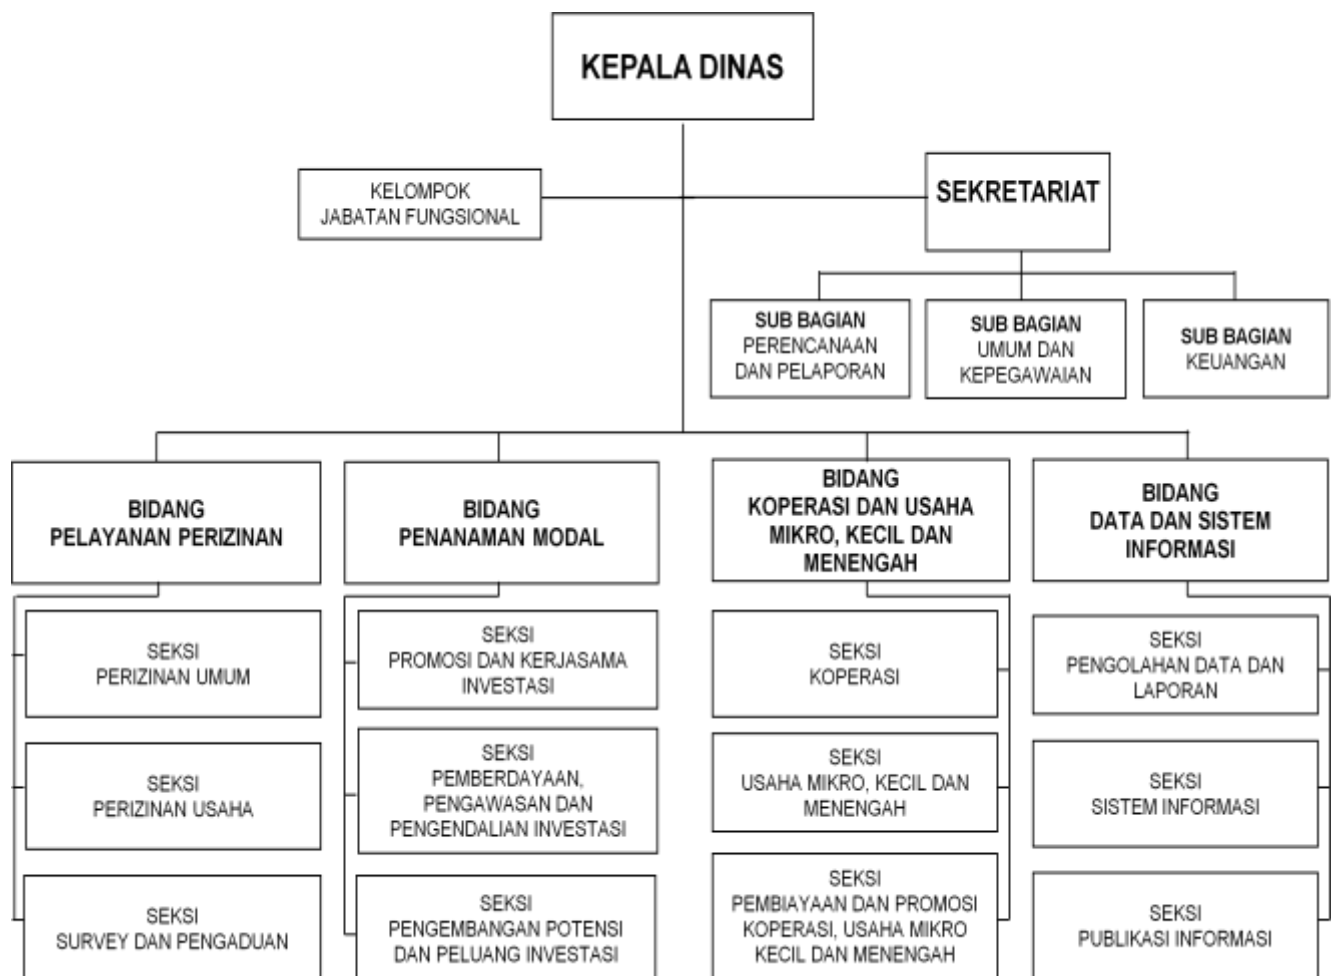 KEPALA DINAS
KELOMPOK
JABATAN FUNGSIONAL
SEKRETARIAT
SUB BAGIAN
PERENCANAAN
DAN PELAPORAN
SUB BAGIAN
UMUM DAN
KEPEGAWAIAN
SUB BAGIAN
KEUANGAN
BIDANG
PELAYANAN PERIZINAN
BIDANG
PENANAMAN MODAL
BIDANG
KOPERASI DAN USAHA
MIKRO, KECIL DAN
MENENGAH
BIDANG
DATA DAN SISTEM
INFORMASI
SEKSI
PERIZINAN UMUM
SEKSI
PROMOSI DAN KERJASAMA
INVESTASI
SEKSI
KOPERASI
SEKSI
PENGOLAHAN DATA DAN
LAPORAN
SEKSI
PERIZINAN USAHA
SEKSI
PEMBERDAYAAN,
PENGAWASAN DAN
PENGENDALIAN INVESTASI
SEKSI
USAHA MIKRO, KECIL DAN
MENENGAH
SEKSI
SISTEM INFORMASI
SEKSI
SURVEY DAN PENGADUAN
SEKSI
PENGEMBANGAN POTENSI
DAN PELUANG INVESTASI
SEKSI
PEMBIAYAAN DAN PROMOSI
KOPERASI, USAHA MIKRO
KECIL DAN MENENGAH
SEKSI
PUBLIKASI INFORMASI